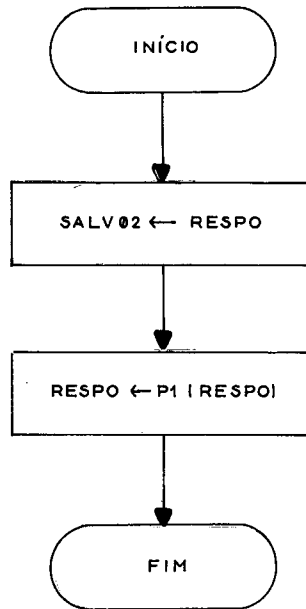 INÍCIO
SALV02 ← RESPO
RESPO ← P1 (RESPO)
FIM